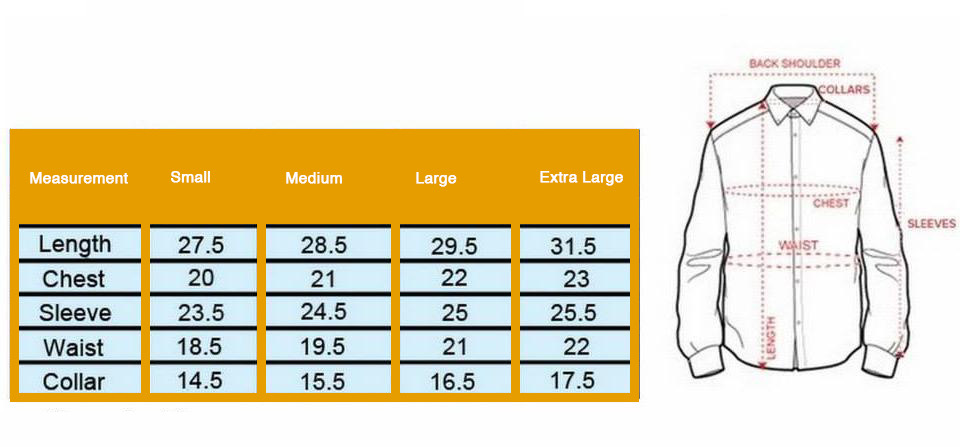 Measurement Small Medium Large Extra Large
Length 27.5 28.5 29.5 31.5
Chest 20 21 22 23
Sleeve 23.5 24.5 25 25.5
Waist 18.5 19.5 21 22
Collar 14.5 15.5 16.5 17.5
BACK SHOULDER
COLLARS
CHEST
SLEEVES
WAIST
LENGTH